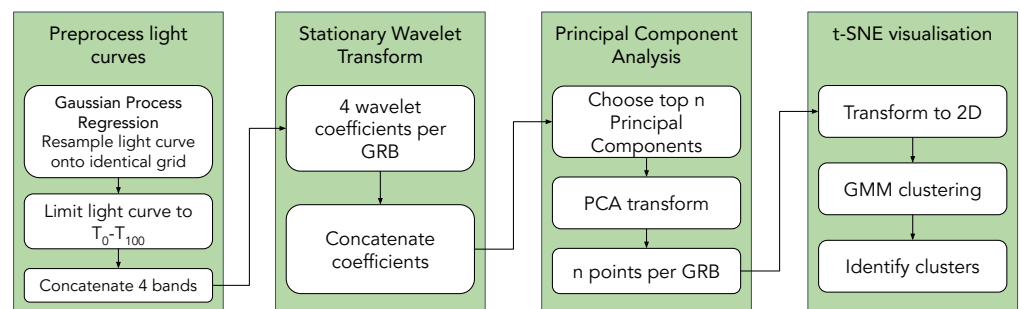 Preprocess light
curves
Gaussian Process
Regression
Resample light curve
onto identical grid
Limit light curve to
T₀-T₁₀₀
Concatenate 4 bands
Stationary Wavelet
Transform
4 wavelet
coefficients per
GRB
Concatenate
coefficients
Principal Component
Analysis
Choose top n
Principal
Components
PCA transform
n points per GRB
t-SNE visualisation
Transform to 2D
GMM clustering
Identify clusters